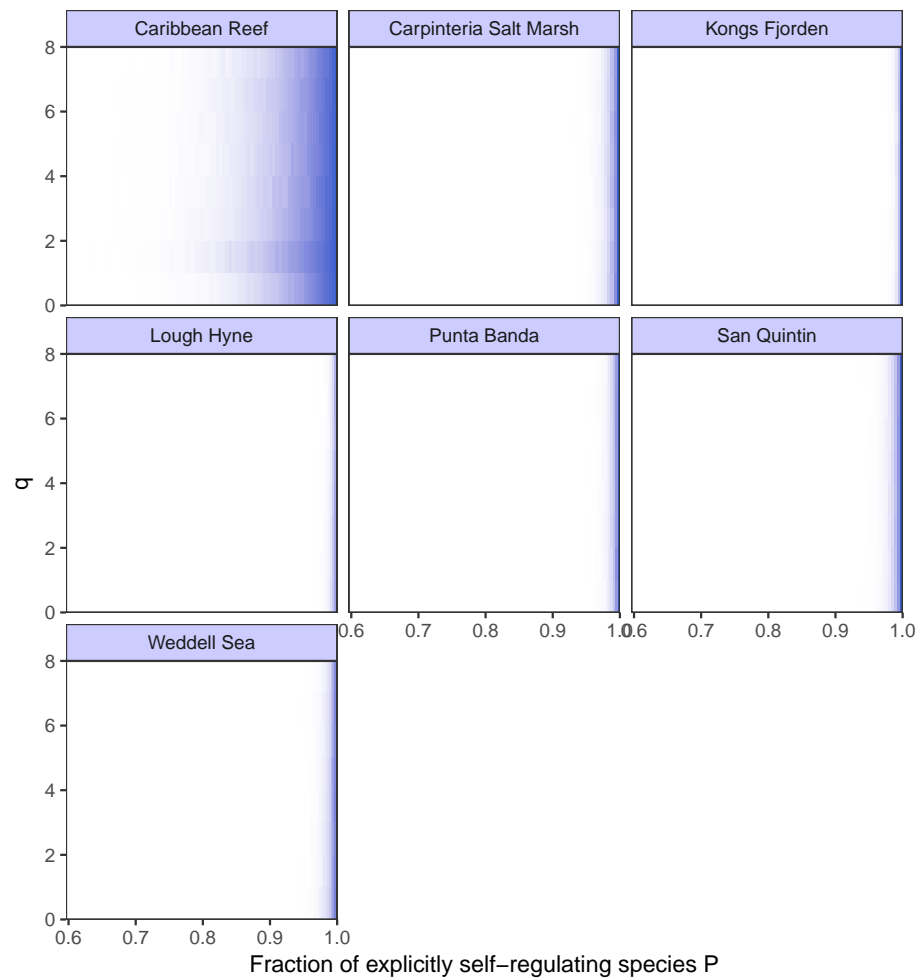 Caribbean Reef Carpinteria Salt Marsh Kongs Fjorden
8
6
4
2
0
Lough Hyne Punta Banda San Quintin
8
6
4
2
0
q
0.6 0.7 0.8 0.9 1.0 0.6 0.7 0.8 0.9 1.0
Weddell Sea
8
6
4
2
0
0.6 0.7 0.8 0.9 1.0
Fraction of explicitly self−regulating species P